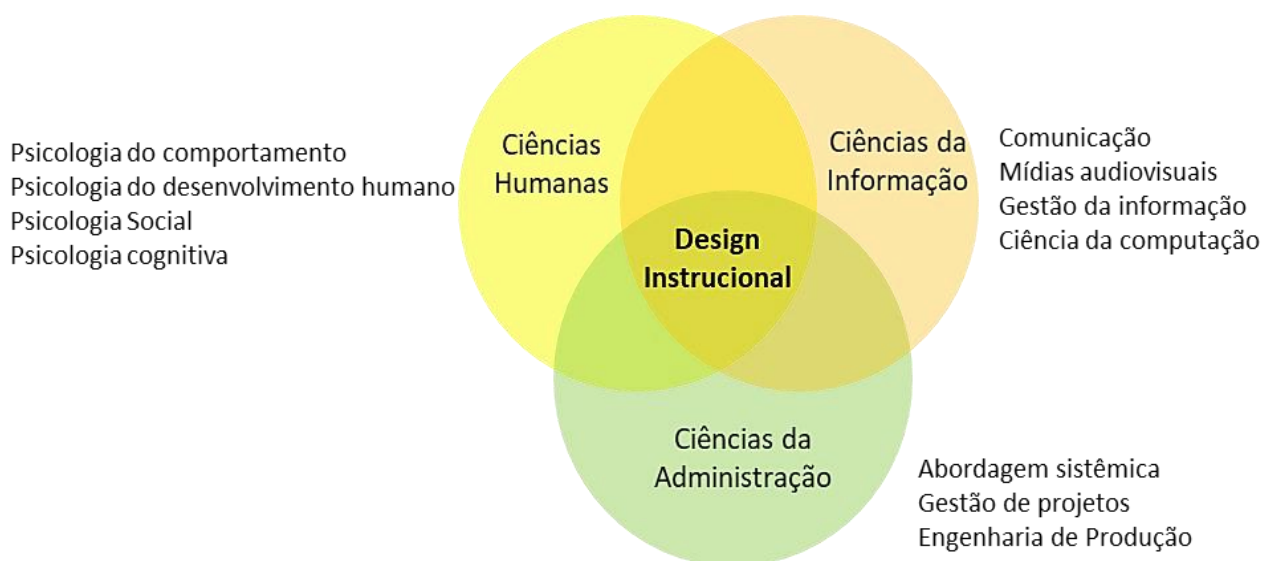 Psicologia do comportamento
Psicologia do desenvolvimento humano
Psicologia Social
Psicologia cognitiva
Ciências
Humanas
Ciências da
Informação
Comunicação
Mídias audiovisuais
Gestão da informação
Ciência da computação
Design
Instrucional
Ciências da
Administração
Abordagem sistêmica
Gestão de projetos
Engenharia de Produção